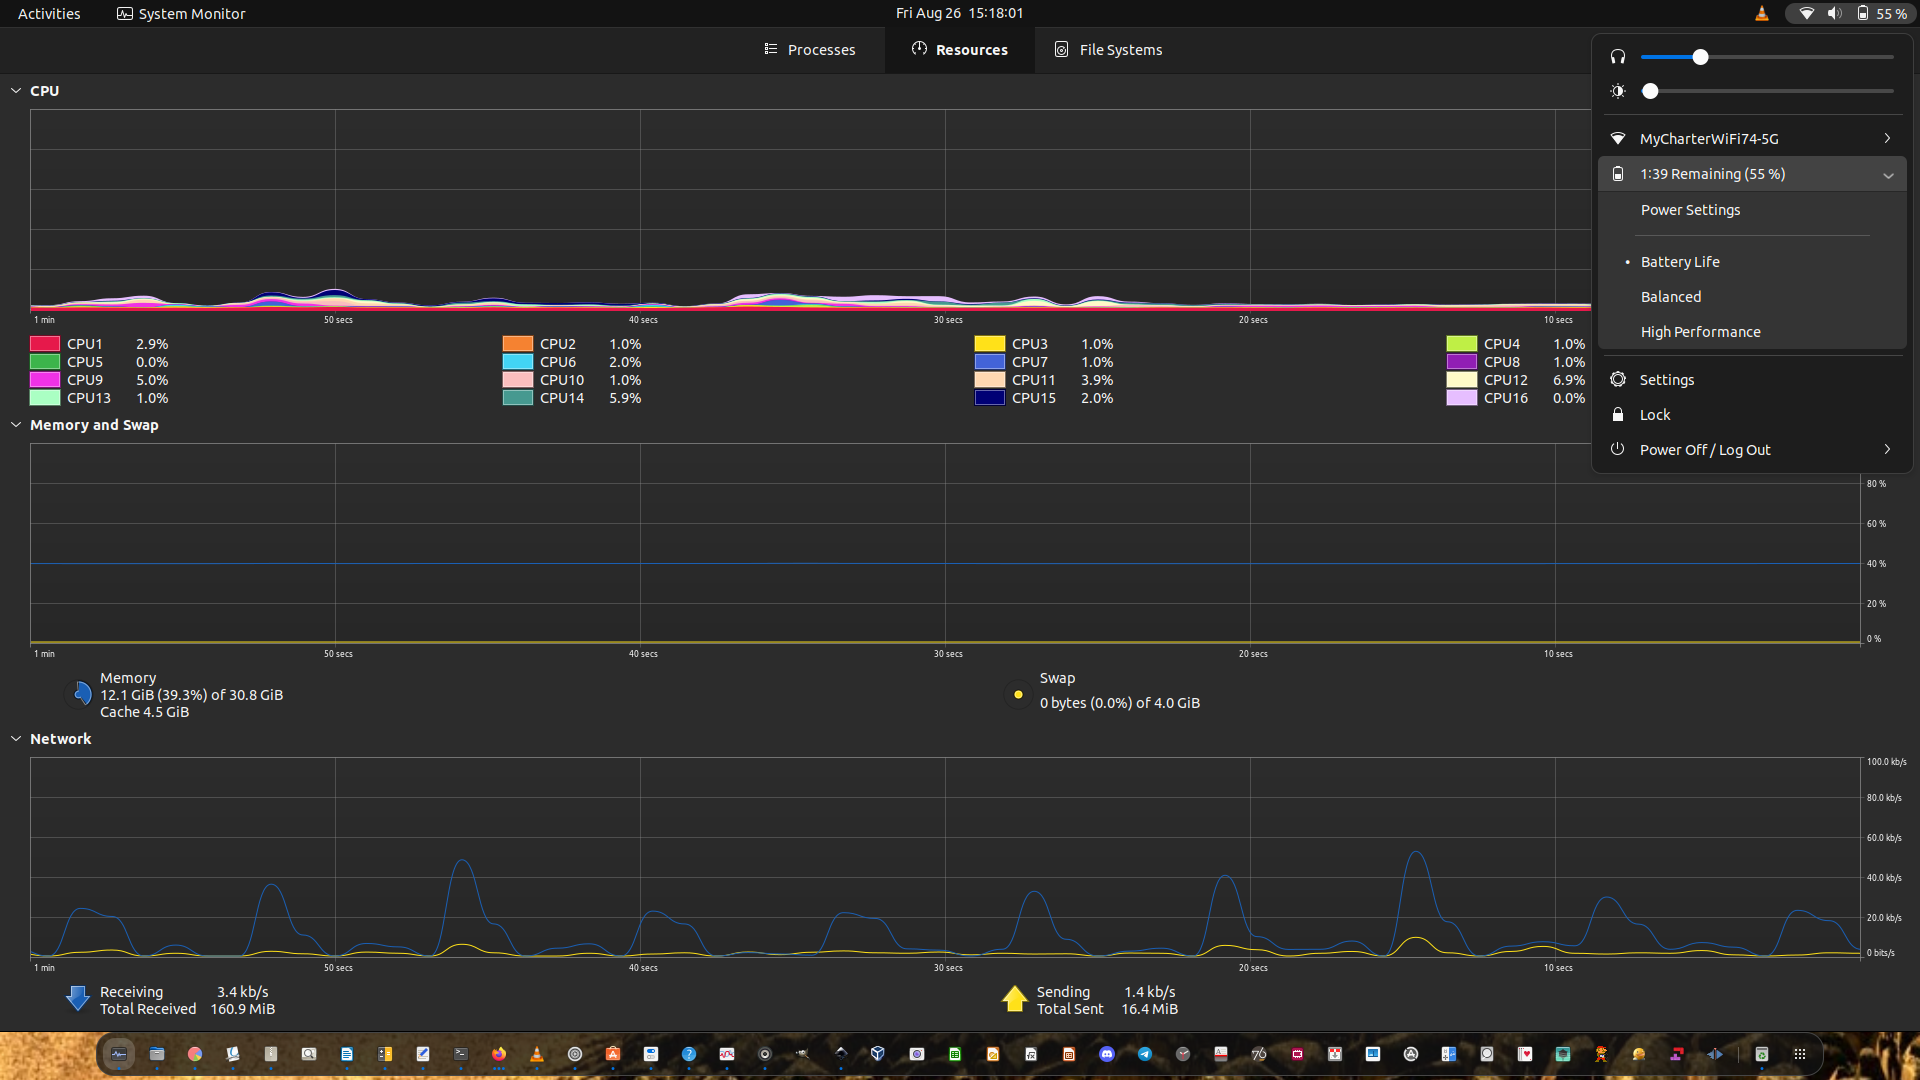 Activities
System Monitor
Fri Aug 26 15:18:01
55 %
Processes
Resources
File Systems
CPU
1 min 50 secs 40 secs 30 secs 20 secs 10 secs
CPU1 2.9% CPU2 1.0% CPU3 1.0% CPU4 1.0%
CPU5 0.0% CPU6 2.0% CPU7 1.0% CPU8 1.0%
CPU9 5.0% CPU10 1.0% CPU11 3.9% CPU12 6.9%
CPU13 1.0% CPU14 5.9% CPU15 2.0% CPU16 0.0%
MyCharterWiFi74-5G
1:39 Remaining (55 %)
Power Settings
Battery Life
Balanced
High Performance
Settings
Lock
Power Off / Log Out
Memory and Swap
80 %
60 %
40 %
20 %
0 %
1 min 50 secs 40 secs 30 secs 20 secs 10 secs
Memory
12.1 GiB (39.3%) of 30.8 GiB
Cache 4.5 GiB
Swap
0 bytes (0.0%) of 4.0 GiB
Network
100.0 kb/s
80.0 kb/s
60.0 kb/s
40.0 kb/s
20.0 kb/s
0 bits/s
1 min 50 secs 40 secs 30 secs 20 secs 10 secs
Receiving 3.4 kb/s
Total Received 160.9 MiB
Sending 1.4 kb/s
Total Sent 16.4 MiB
76